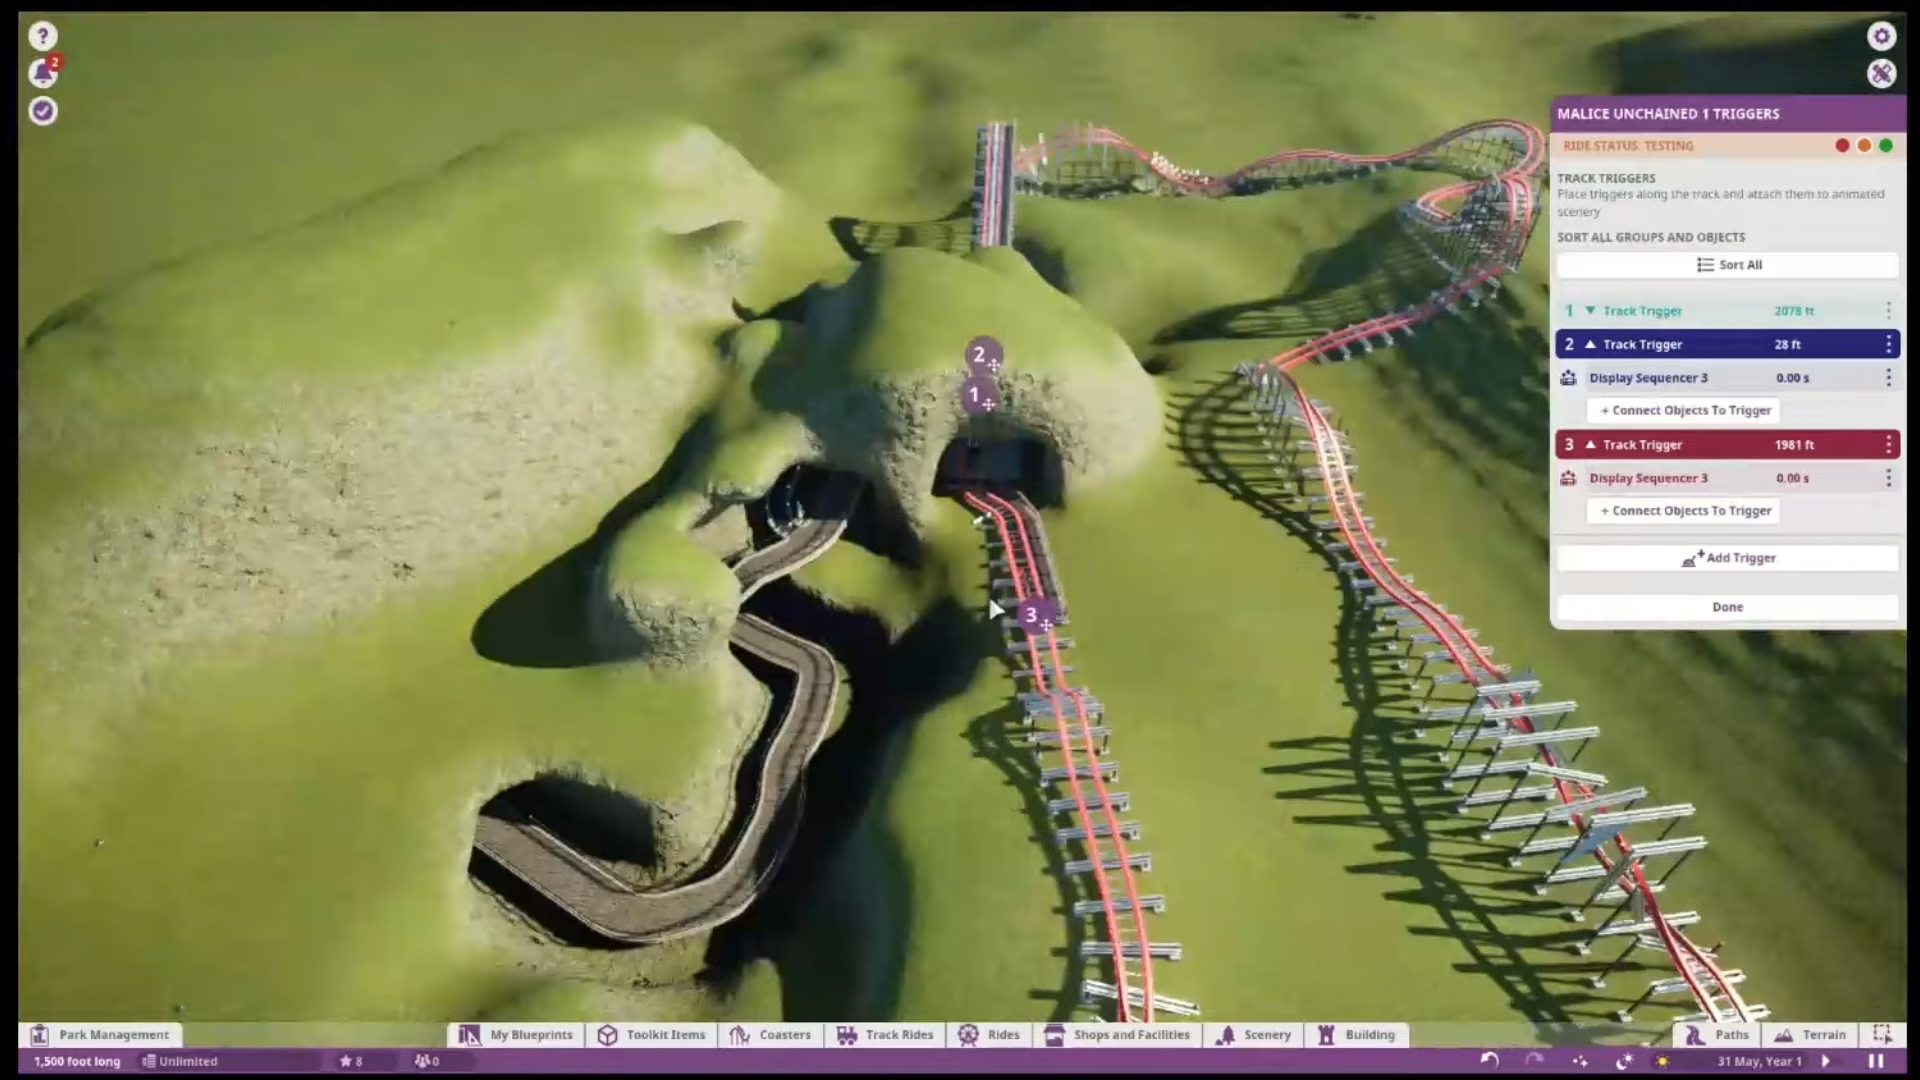 ?
2
MALICE UNCHAINED 1 TRIGGERS
RIDE STATUS: TESTING
TRACK TRIGGERS
Place triggers along the track and attach them to animated
scenery
SORT ALL GROUPS AND OBJECTS
Sort All
1 Track Trigger 2078 ft
2 Track Trigger 28 ft
Display Sequencer 3 0.00 s
+ Connect Objects To Trigger
3 Track Trigger 1981 ft
Display Sequencer 3 0.00 s
+ Connect Objects To Trigger
Add Trigger
Done
2
1
3
Park Management
My Blueprints
Toolkit Items
Coasters
Track Rides
Rides
Shops and Facilities
Scenery
Building
Paths
Terrain
1,500 foot long
Unlimited
8
0
31 May, Year 1